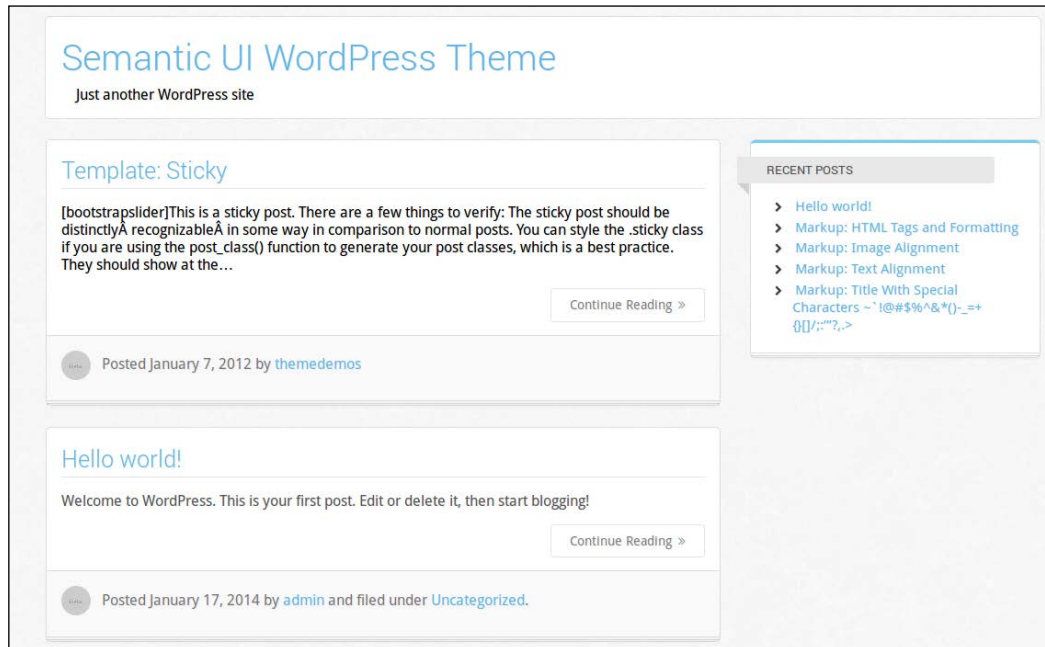 Semantic UI WordPress Theme
Just another WordPress site
Template: Sticky
[bootstrapslider]This is a sticky post. There are a few things to verify: The sticky post should be
distinctlyÂ recognizableÂ in some way in comparison to normal posts. You can style the .sticky class
if you are using the post_class() function to generate your post classes, which is a best practice.
They should show at the…
Continue Reading »
Posted January 7, 2012 by themedemos
Hello world!
Welcome to WordPress. This is your first post. Edit or delete it, then start blogging!
Continue Reading »
Posted January 17, 2014 by admin and filed under Uncategorized.
RECENT POSTS
Hello world!
Markup: HTML Tags and Formatting
Markup: Image Alignment
Markup: Text Alignment
Markup: Title With Special
Characters ~`!@#$%^&*()-_=+
{}[]/;:'"?,.>